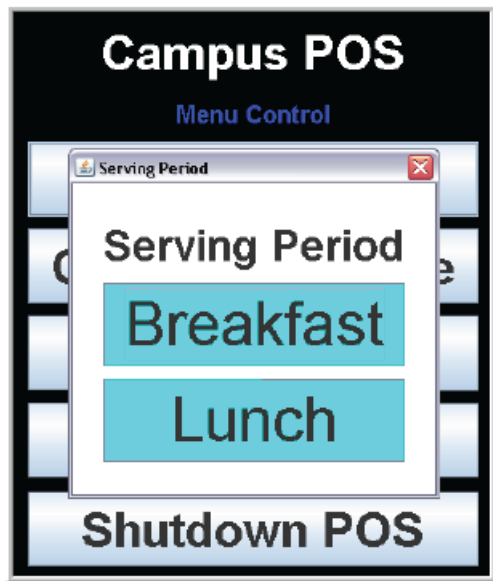 Campus POS
Menu Control
Serving Period
Serving Period
Breakfast
Lunch
Shutdown POS